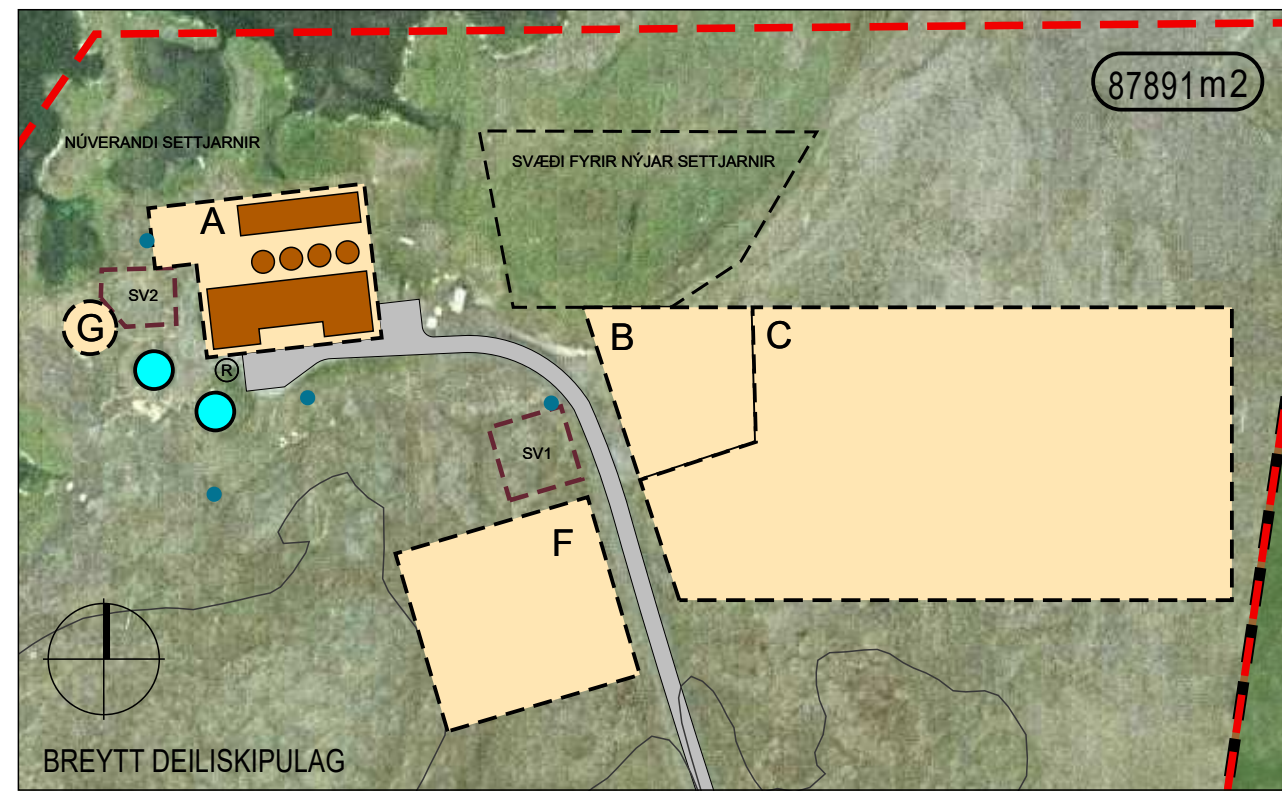 87891m2
NÚVERANDI SETTJARNIR
SVÆÐI FYRIR NÝJAR SETTJARNIR
A
SV2
G
B
C
R
SV1
F
BREYTT DEILISKIPULAG